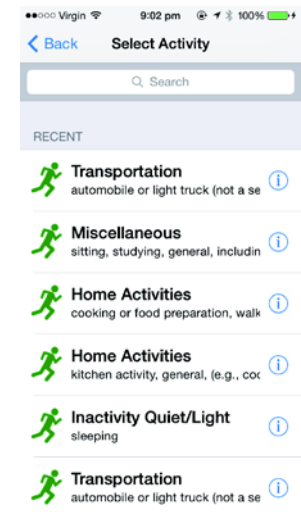 Virgin 9:02 pm 100%
Back Select Activity
Search
RECENT
Transportation
automobile or light truck (not a se
Miscellaneous
sitting, studying, general, includin
Home Activities
cooking or food preparation, walk
Home Activities
kitchen activity, general, (e.g., coo
Inactivity Quiet/Light
sleeping
Transportation
automobile or light truck (not a se